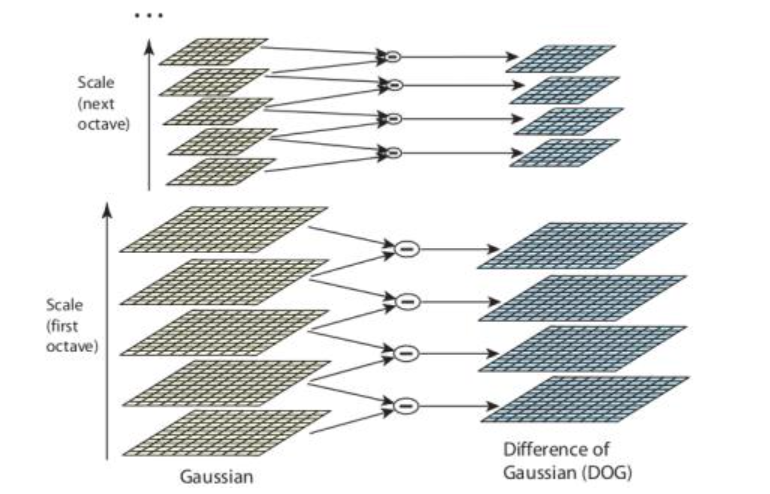 ...
Scale
(next
octave)
Scale
(first
octave)
Gaussian
Difference of
Gaussian (DOG)